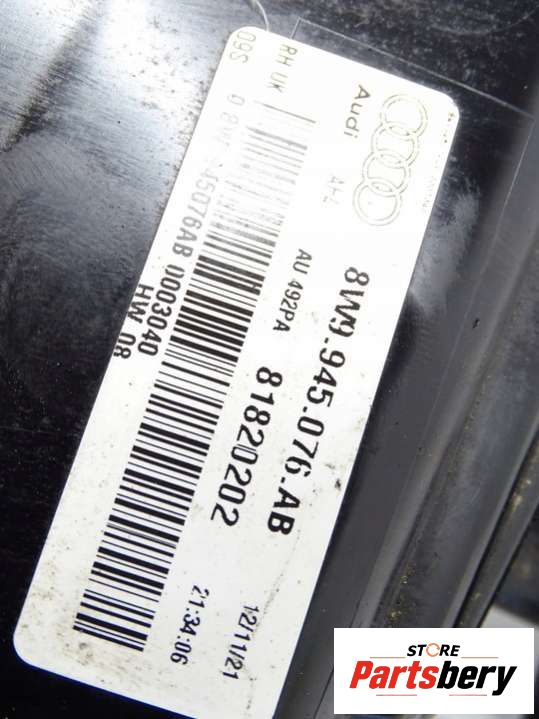 Audi AHL
8W9.945.076.AB
AU 492PA
81820202
12/11/21
21:34:06
RH UK
09S
0003040
HW 08
STORE
Partsbery